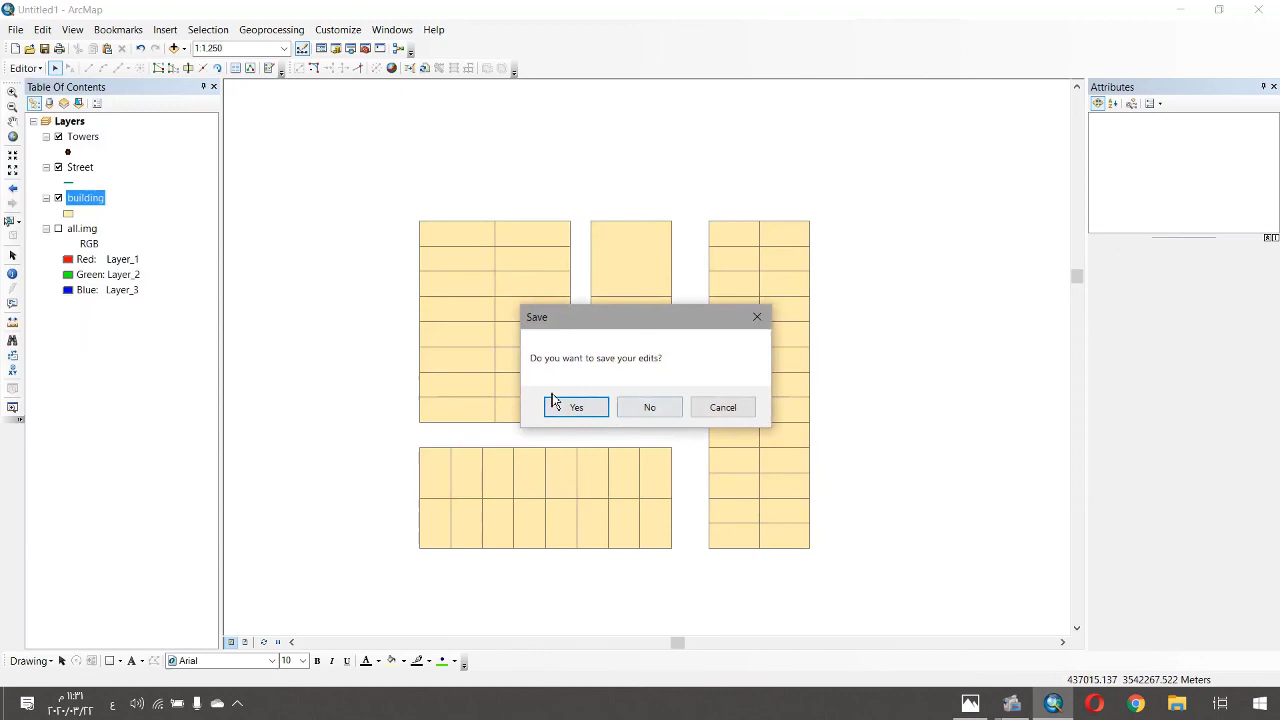 Untitled1 - ArcMap
File Edit View Bookmarks Insert Selection Geoprocessing Customize Windows Help
1:1,250
Editor
Table Of Contents
Attributes
Layers
Towers
Street
building
all.img
RGB
Red: Layer_1
Green: Layer_2
Blue: Layer_3
Save
Do you want to save your edits?
Yes No Cancel
Drawing
A
Arial
10
B I U A
437015.137 3542267.522 Meters
ع